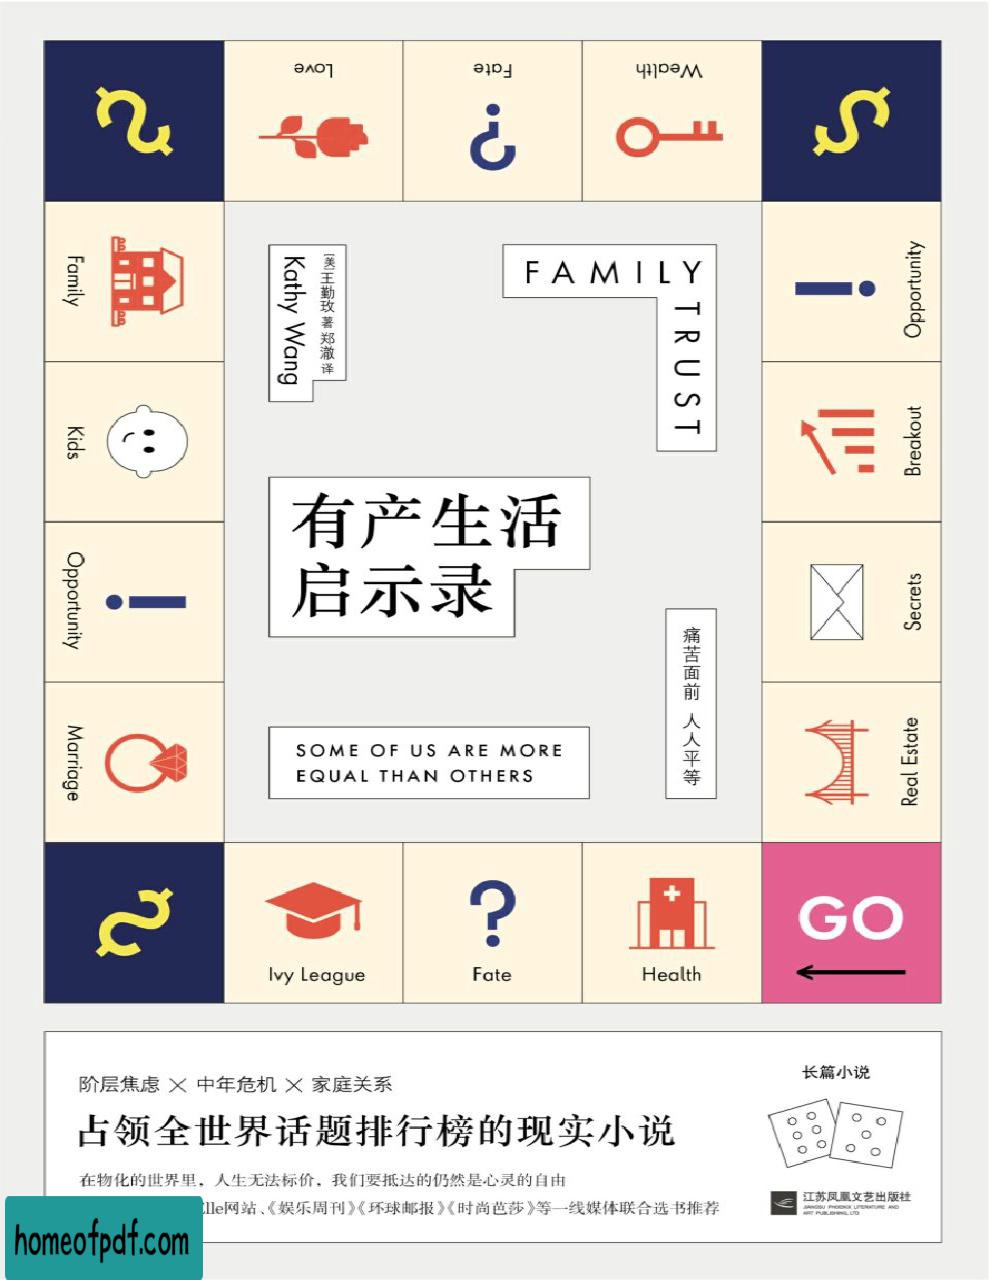 Love
Fate
Wealth
Family
Kids
Opportunity
Marriage
Opportunity
Breakout
Secrets
Real Estate
FAMILY
TRUST
[美]王勤玫 著 郑澈 译
Kathy Wang
有产生活
启示录
痛苦面前 人人平等
SOME OF US ARE MORE
EQUAL THAN OTHERS
Ivy League
Fate
Health
GO
阶层焦虑 × 中年危机 × 家庭关系
占领全世界话题排行榜的现实小说
在物化的世界里，人生无法标价，我们要抵达的仍然是心灵的自由
Elle网站、《娱乐周刊》《环球邮报》《时尚芭莎》等一线媒体联合选书推荐
长篇小说
江苏凤凰文艺出版社
JIANGSU PHOENIX LITERATURE AND
ART PUBLISHING, LTD
homeofpdf.com